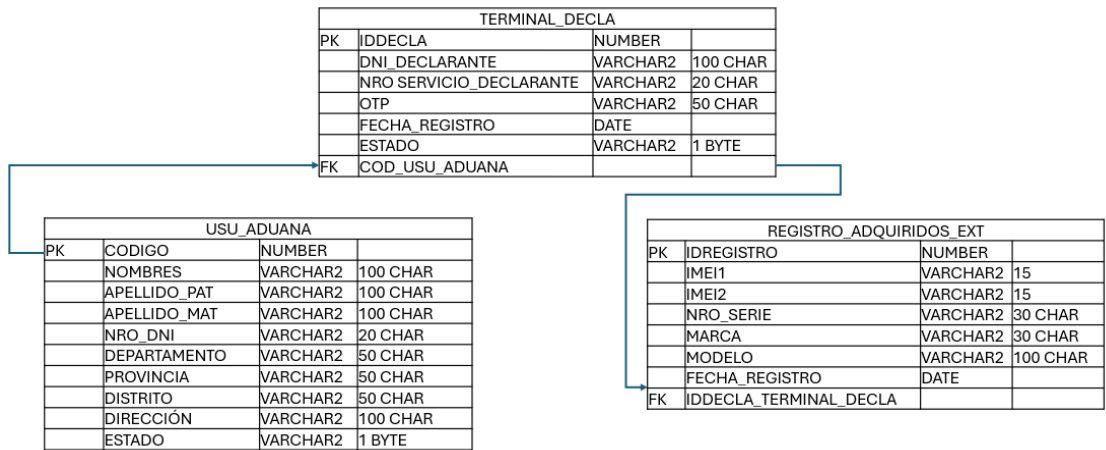 TERMINAL_DECLA
PK IDDECLA NUMBER
DNI_DECLARANTE VARCHAR2 100 CHAR
NRO SERVICIO_DECLARANTE VARCHAR2 20 CHAR
OTP VARCHAR2 50 CHAR
FECHA_REGISTRO DATE
ESTADO VARCHAR2 1 BYTE
FK COD_USU_ADUANA
USU_ADUANA
PK CODIGO NUMBER
NOMBRES VARCHAR2 100 CHAR
APELLIDO_PAT VARCHAR2 100 CHAR
APELLIDO_MAT VARCHAR2 100 CHAR
NRO_DNI VARCHAR2 20 CHAR
DEPARTAMENTO VARCHAR2 50 CHAR
PROVINCIA VARCHAR2 50 CHAR
DISTRITO VARCHAR2 50 CHAR
DIRECCIÓN VARCHAR2 100 CHAR
ESTADO VARCHAR2 1 BYTE
REGISTRO_ADQUIRIDOS_EXT
PK IDREGISTRO NUMBER
IMEI1 VARCHAR2 15
IMEI2 VARCHAR2 15
NRO_SERIE VARCHAR2 30 CHAR
MARCA VARCHAR2 30 CHAR
MODELO VARCHAR2 100 CHAR
FECHA_REGISTRO DATE
FK IDDECLA_TERMINAL_DECLA